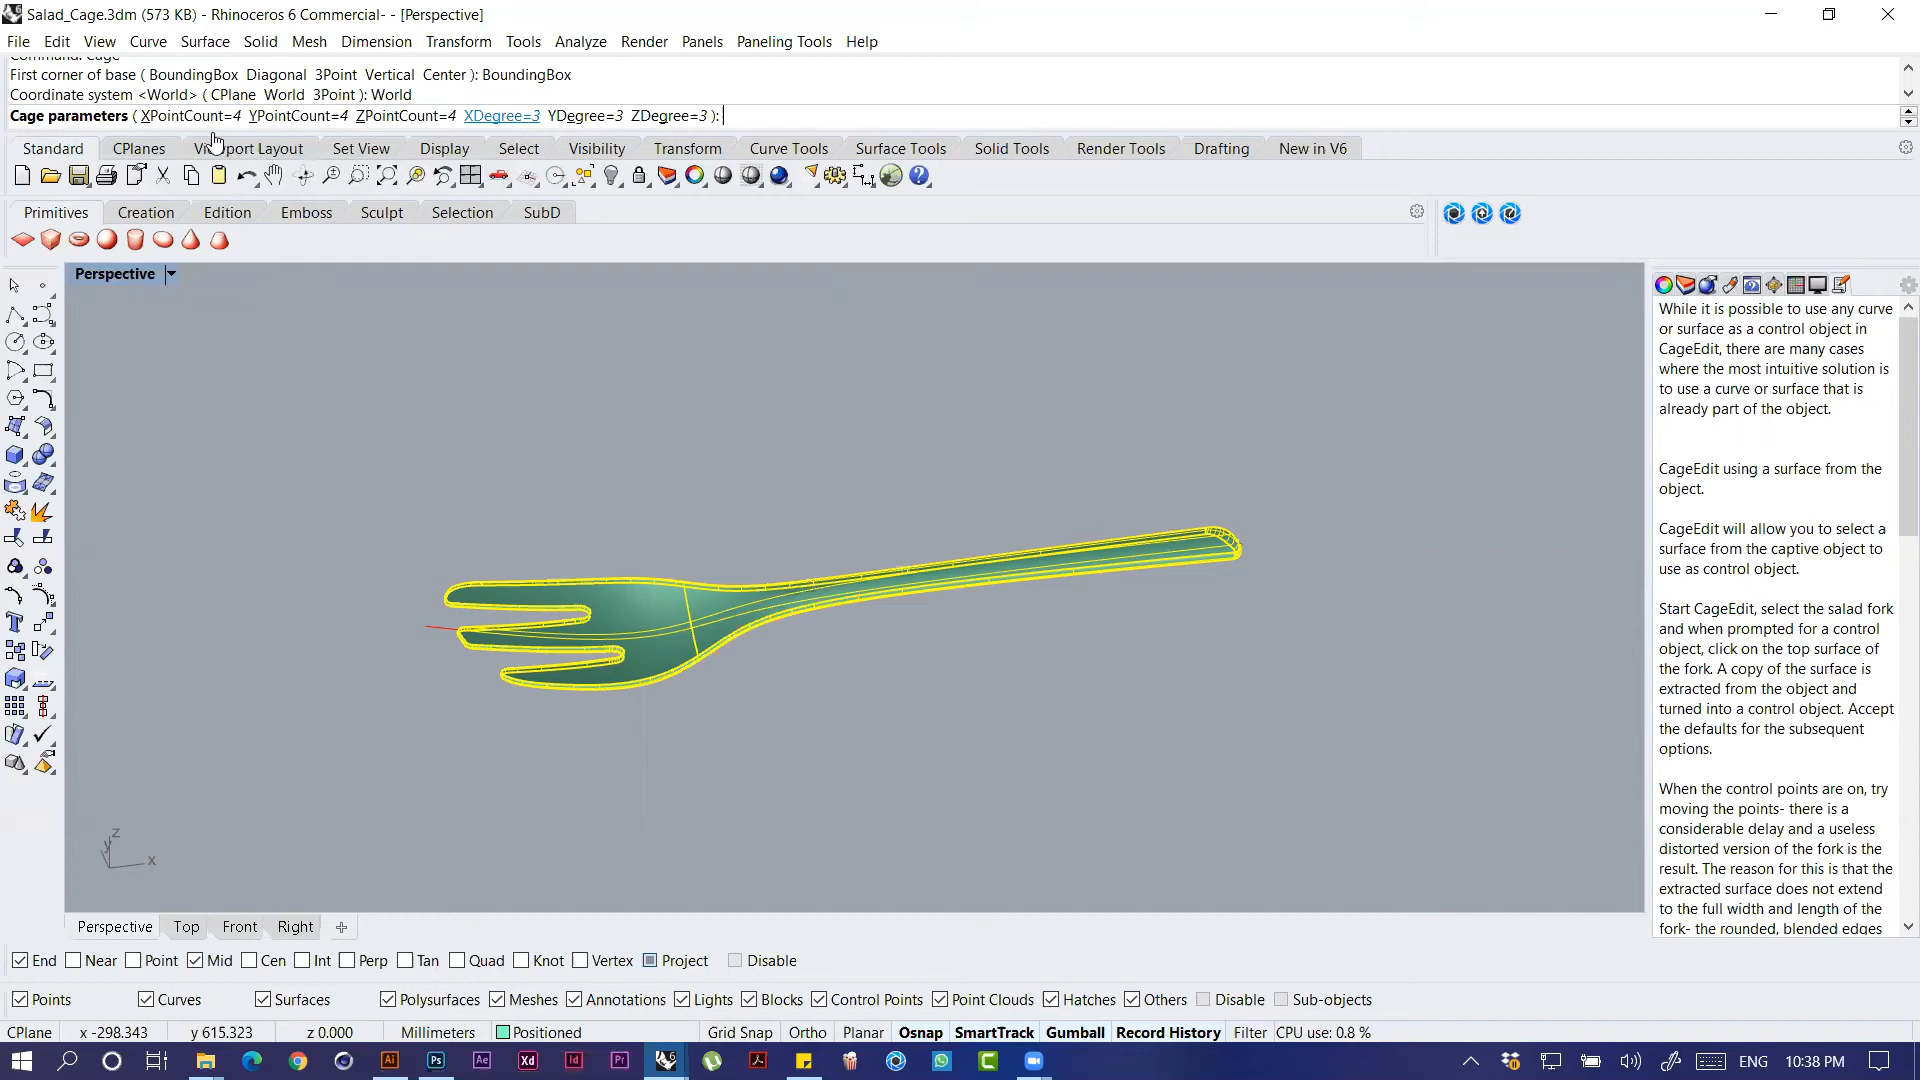 Salad_Cage.3dm (573 KB) - Rhinoceros 6 Commercial- - [Perspective]
File Edit View Curve Surface Solid Mesh Dimension Transform Tools Analyze Render Panels Paneling Tools Help
Command: Cage
First corner of base ( BoundingBox Diagonal 3Point Vertical Center ): BoundingBox
Coordinate system <World> ( CPlane World 3Point ): World
Cage parameters ( XPointCount=4 YPointCount=4 ZPointCount=4 XDegree=3 YDegree=3 ZDegree=3 ):
Standard CPlanes Viewport Layout Set View Display Select Visibility Transform Curve Tools Surface Tools Solid Tools Render Tools Drafting New in V6
Primitives Creation Edition Emboss Sculpt Selection SubD
Perspective
While it is possible to use any curve
or surface as a control object in
CageEdit, there are many cases
where the most intuitive solution is
to use a curve or surface that is
already part of the object.
CageEdit using a surface from the
object.
CageEdit will allow you to select a
surface from the captive object to
use as control object.
Start CageEdit, select the salad fork
and when prompted for a control
object, click on the top surface of
the fork. A copy of the surface is
extracted from the object and
turned into a control object. Accept
the defaults for the subsequent
options.
When the control points are on, try
moving the points- there is a
considerable delay and a useless
distorted version of the fork is the
result. The reason for this is that the
extracted surface does not extend
to the full width and length of the
fork- the rounded, blended edges
z
y
x
Perspective Top Front Right
End Near Point Mid Cen Int Perp Tan Quad Knot Vertex Project Disable
Points Curves Surfaces Polysurfaces Meshes Annotations Lights Blocks Control Points Point Clouds Hatches Others Disable Sub-objects
CPlane x -298.343 y 615.323 z 0.000 Millimeters Positioned Grid Snap Ortho Planar Osnap SmartTrack Gumball Record History Filter CPU use: 0.8 %
Ai Ps Ae Xd Id Pr 6 ENG 10:38 PM